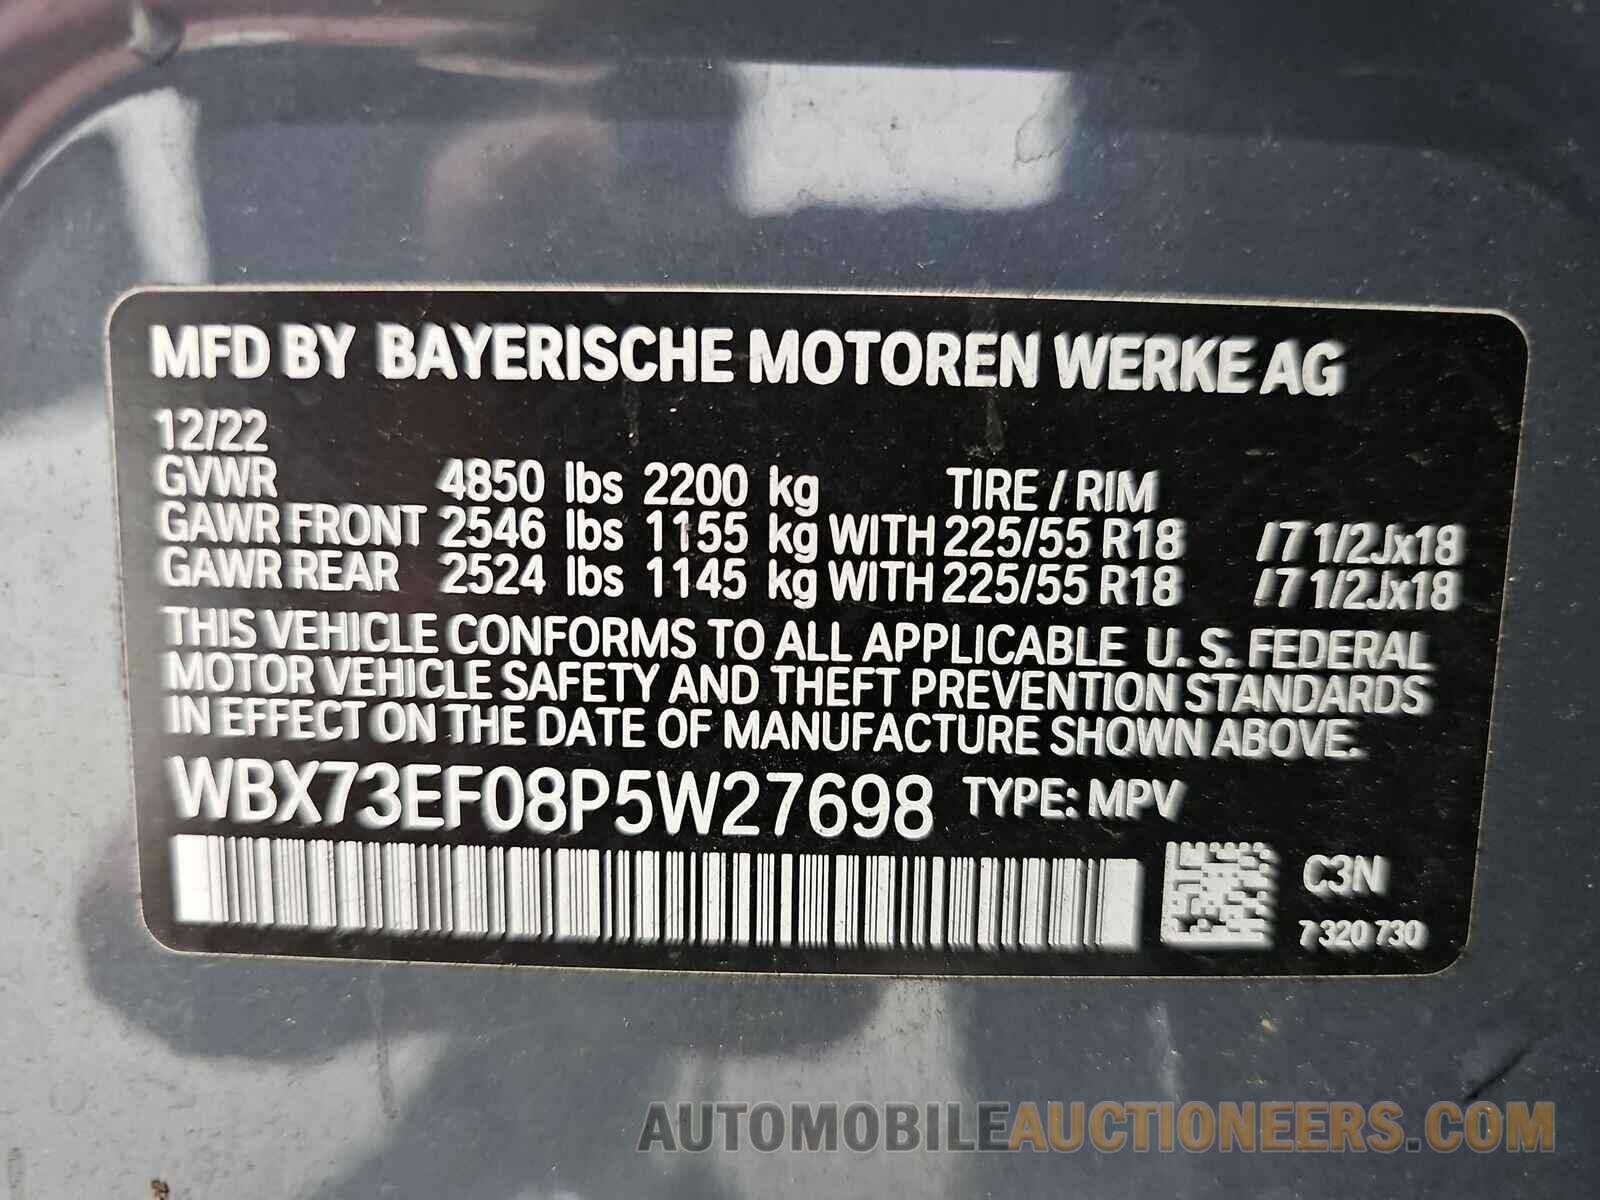 MFD BY BAYERISCHE MOTOREN WERKE AG
12/22
GVWR 4850 lbs 2200 kg TIRE / RIM
GAWR FRONT 2546 lbs 1155 kg WITH 225/55 R18 /7 1/2Jx18
GAWR REAR 2524 lbs 1145 kg WITH 225/55 R18 /7 1/2Jx18
THIS VEHICLE CONFORMS TO ALL APPLICABLE U. S. FEDERAL
MOTOR VEHICLE SAFETY AND THEFT PREVENTION STANDARDS
IN EFFECT ON THE DATE OF MANUFACTURE SHOWN ABOVE.
WBX73EF08P5W27698 TYPE: MPV
C3N
7 320 730
AUTOMOBILEAUCTIONEERS.COM